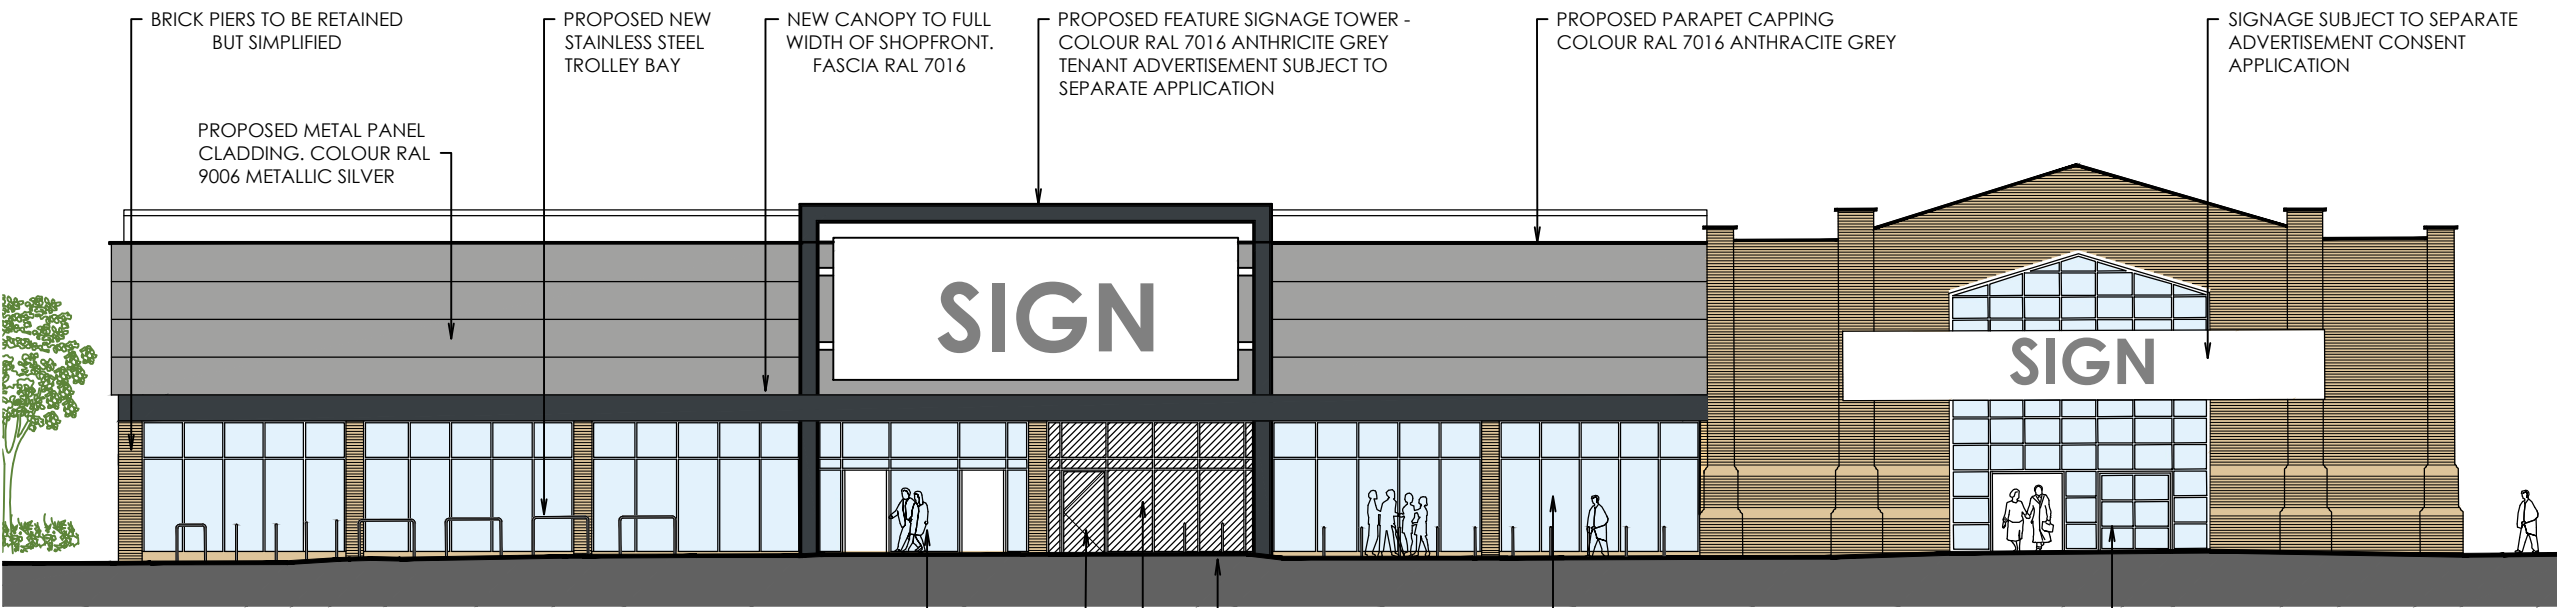 BRICK PIERS TO BE RETAINED
BUT SIMPLIFIED
PROPOSED NEW
STAINLESS STEEL
TROLLEY BAY
NEW CANOPY TO FULL
WIDTH OF SHOPFRONT.
FASCIA RAL 7016
PROPOSED FEATURE SIGNAGE TOWER -
COLOUR RAL 7016 ANTHRICITE GREY
TENANT ADVERTISEMENT SUBJECT TO
SEPARATE APPLICATION
PROPOSED PARAPET CAPPING
COLOUR RAL 7016 ANTHRACITE GREY
SIGNAGE SUBJECT TO SEPARATE
ADVERTISEMENT CONSENT
APPLICATION
PROPOSED METAL PANEL
CLADDING. COLOUR RAL
9006 METALLIC SILVER
SIGN
SIGN